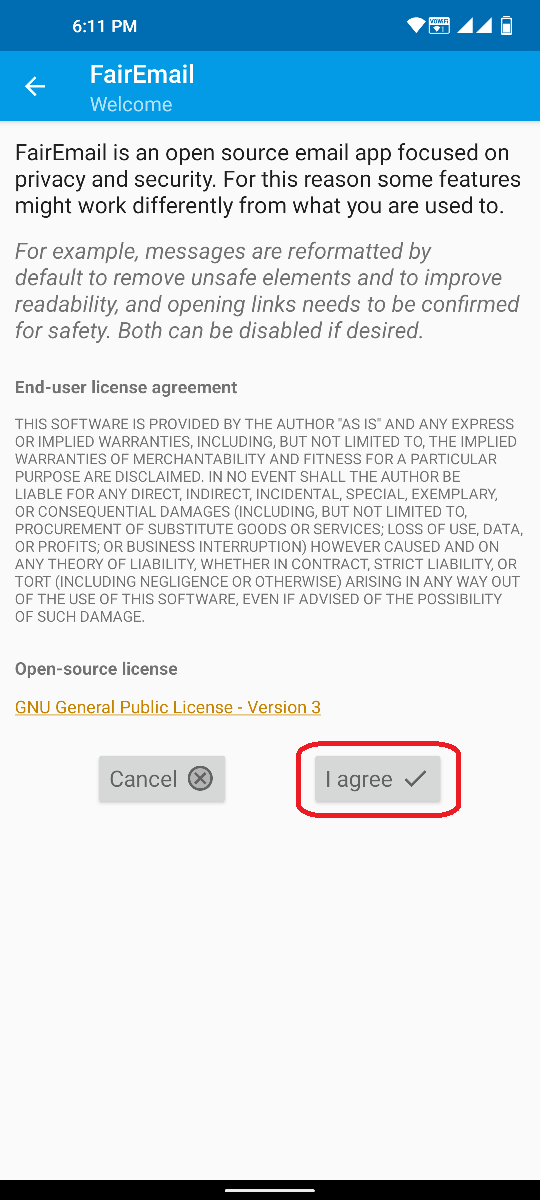 6:11 PM
VoWiFi
FairEmail
Welcome
FairEmail is an open source email app focused on
privacy and security. For this reason some features
might work differently from what you are used to.
For example, messages are reformatted by
default to remove unsafe elements and to improve
readability, and opening links needs to be confirmed
for safety. Both can be disabled if desired.
End-user license agreement
THIS SOFTWARE IS PROVIDED BY THE AUTHOR "AS IS" AND ANY EXPRESS
OR IMPLIED WARRANTIES, INCLUDING, BUT NOT LIMITED TO, THE IMPLIED
WARRANTIES OF MERCHANTABILITY AND FITNESS FOR A PARTICULAR
PURPOSE ARE DISCLAIMED. IN NO EVENT SHALL THE AUTHOR BE
LIABLE FOR ANY DIRECT, INDIRECT, INCIDENTAL, SPECIAL, EXEMPLARY,
OR CONSEQUENTIAL DAMAGES (INCLUDING, BUT NOT LIMITED TO,
PROCUREMENT OF SUBSTITUTE GOODS OR SERVICES; LOSS OF USE, DATA,
OR PROFITS; OR BUSINESS INTERRUPTION) HOWEVER CAUSED AND ON
ANY THEORY OF LIABILITY, WHETHER IN CONTRACT, STRICT LIABILITY, OR
TORT (INCLUDING NEGLIGENCE OR OTHERWISE) ARISING IN ANY WAY OUT
OF THE USE OF THIS SOFTWARE, EVEN IF ADVISED OF THE POSSIBILITY
OF SUCH DAMAGE.
Open-source license
GNU General Public License - Version 3
Cancel
I agree